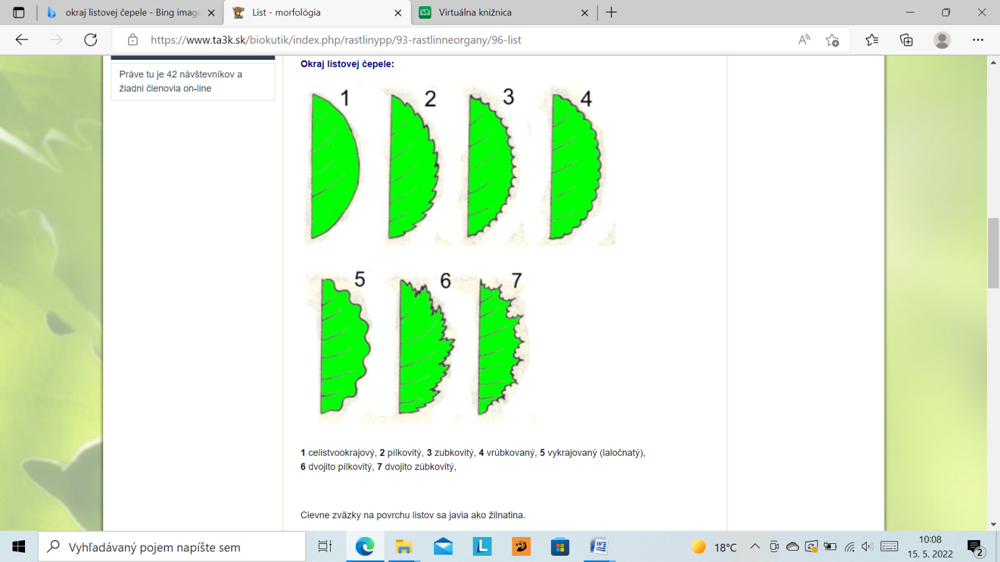 okraj listovej čepele - Bing image
List - morfológia
Virtuálna knižnica
https://www.ta3k.sk/biokutik/index.php/rastlinypp/93-rastlinneorgany/96-list
Práve tu je 42 návštevníkov a
žiadni členovia on-line
Okraj listovej čepele:
1 2 3 4
5 6 7
1 celistvookrajový, 2 pílkovitý, 3 zubkovitý, 4 vrúbkovaný, 5 vykrajovaný (laločnatý),
6 dvojito pílkovitý, 7 dvojito zúbkovitý,
Cievne zväzky na povrchu listov sa javia ako žilnatina.
Vyhľadávaný pojem napíšte sem
L
18°C
10:08
15. 5. 2022
2